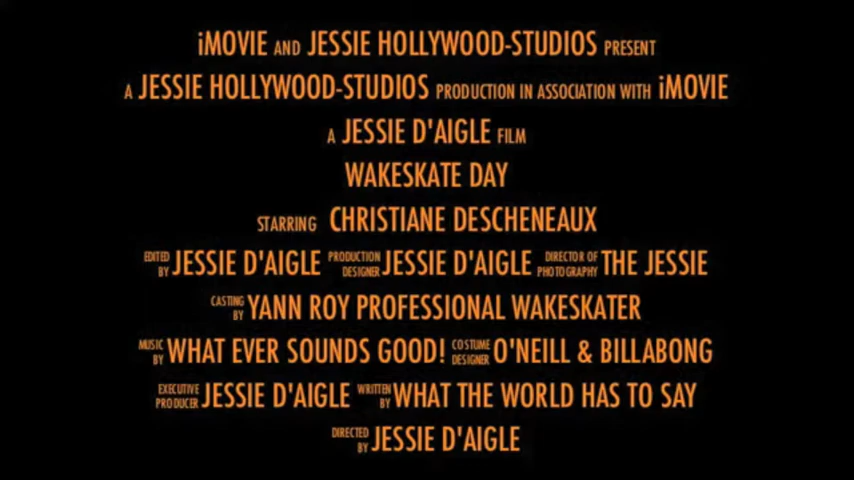 iMOVIE AND JESSIE HOLLYWOOD-STUDIOS PRESENT
A JESSIE HOLLYWOOD-STUDIOS PRODUCTION IN ASSOCIATION WITH iMOVIE
A JESSIE D'AIGLE FILM
WAKESKATE DAY
STARRING CHRISTIANE DESCHENEAUX
EDITED BY JESSIE D'AIGLE PRODUCTION DESIGNER JESSIE D'AIGLE DIRECTOR OF PHOTOGRAPHY THE JESSIE
CASTING BY YANN ROY PROFESSIONAL WAKESKATER
MUSIC BY WHAT EVER SOUNDS GOOD! COSTUME DESIGNER O'NEILL & BILLABONG
EXECUTIVE PRODUCER JESSIE D'AIGLE WRITTEN BY WHAT THE WORLD HAS TO SAY
DIRECTED BY JESSIE D'AIGLE